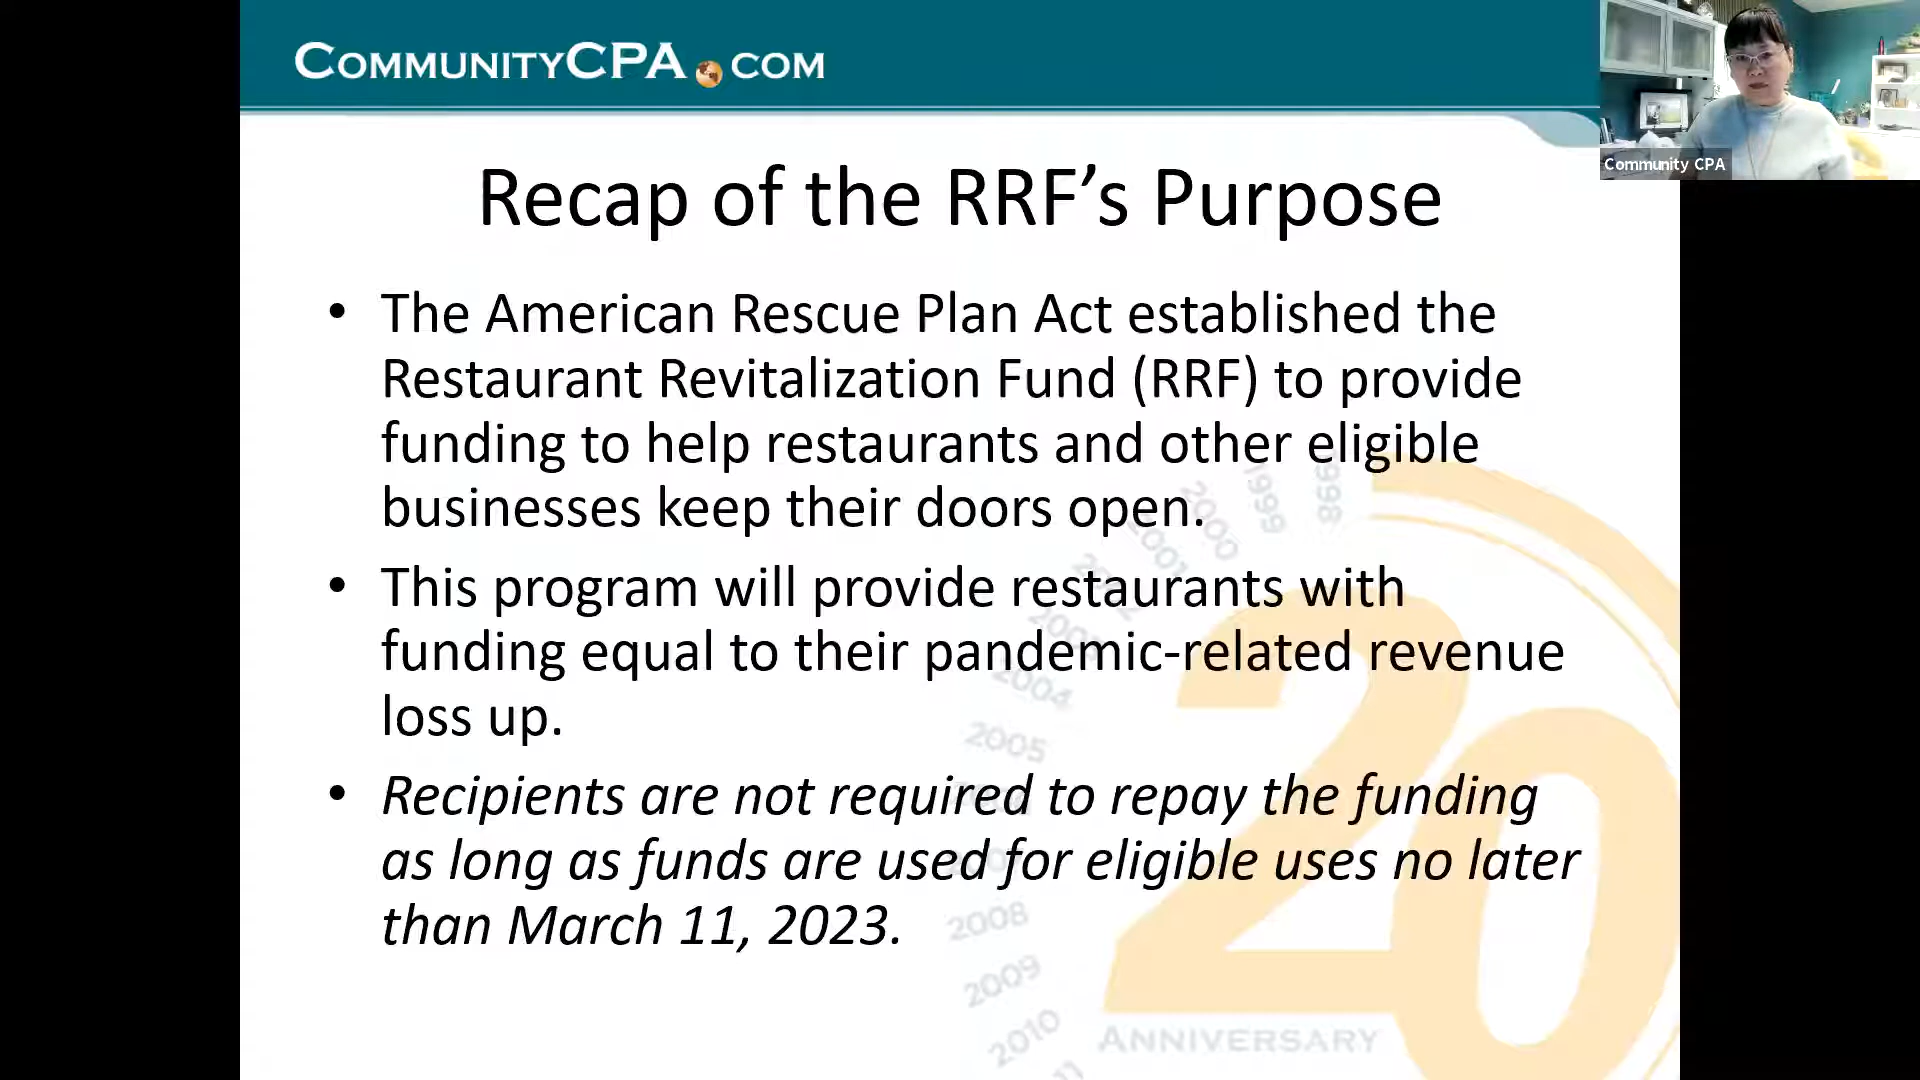 COMMUNITYCPA.COM
Community CPA
Recap of the RRF’s Purpose
• The American Rescue Plan Act established the
Restaurant Revitalization Fund (RRF) to provide
funding to help restaurants and other eligible
businesses keep their doors open.
• This program will provide restaurants with
funding equal to their pandemic-related revenue
loss up.
• Recipients are not required to repay the funding
as long as funds are used for eligible uses no later
than March 11, 2023.
1998
1999
2000
2001
2003
2004
2005
2008
2009
2010
20
ANNIVERSARY